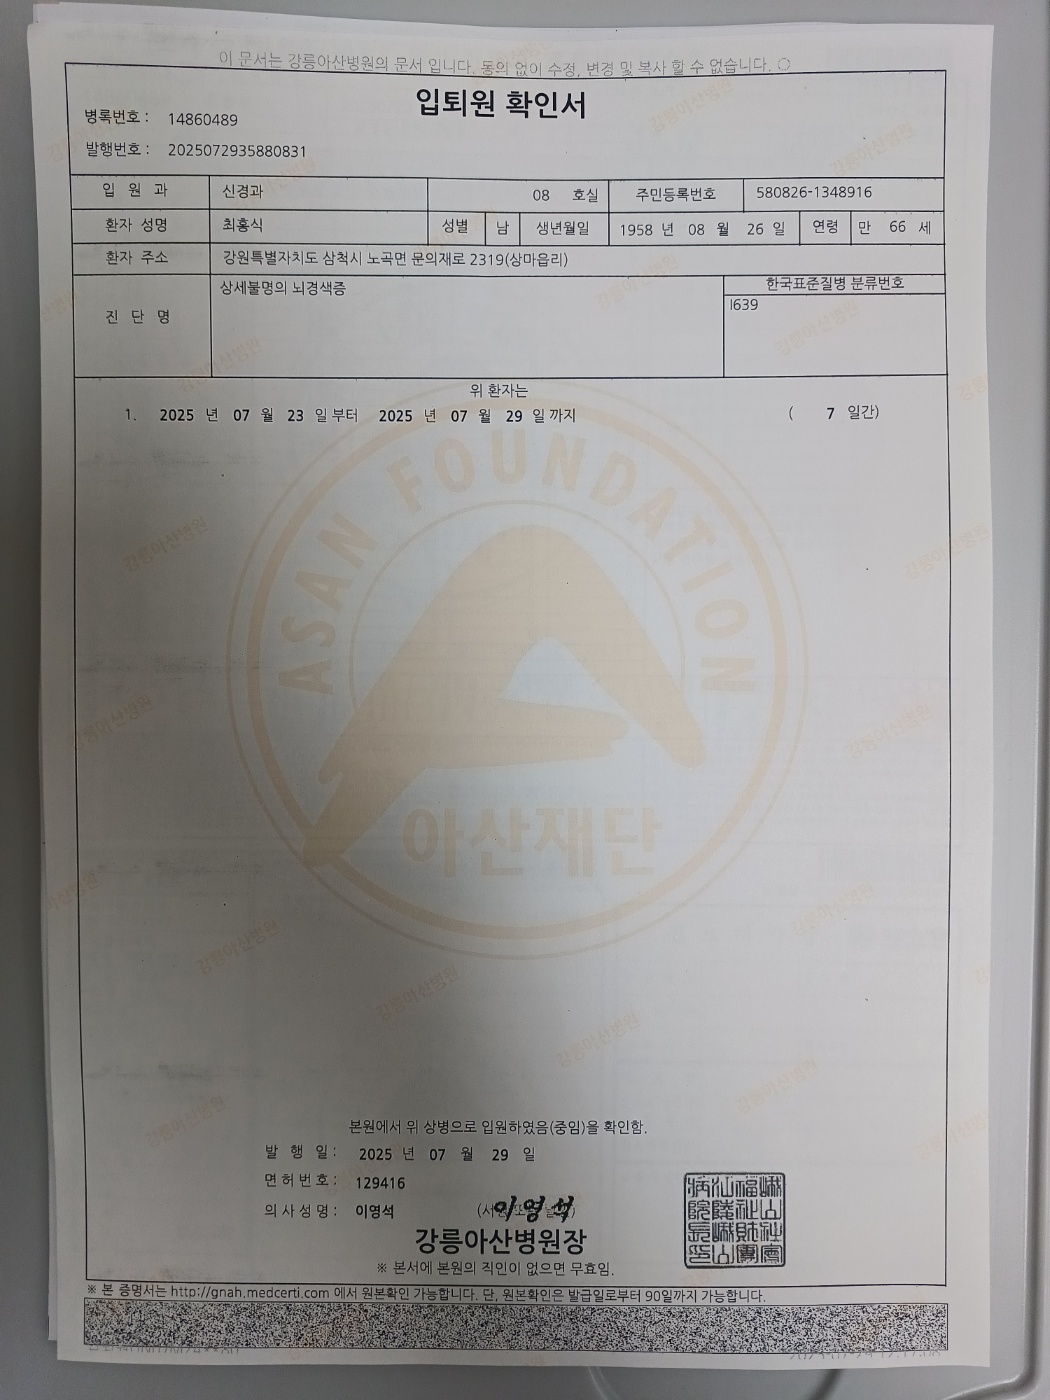 이 문서는 강릉아산병원의 문서 입니다. 동의 없이 수정, 변경 및 복사 할 수 없습니다.
입퇴원 확인서
병록번호 : 14860489
발행번호 : 2025072935880831
입 원 과 신경과 08 호실 주민등록번호 580826-1348916
환자 성명 최홍식 성별 남 생년월일 1958 년 08 월 26 일 연령 만 66 세
환자 주소 강원특별자치도 삼척시 노곡면 문의재로 2319(상마읍리)
진 단 명 상세불명의 뇌경색증 한국표준질병 분류번호
I639
위 환자는
1. 2025 년 07 월 23 일 부터 2025 년 07 월 29 일 까지 ( 7 일간)
ASAN FOUNDATION
아산재단
본원에서 위 상병으로 입원하였음(중임)을 확인함.
발 행 일 : 2025 년 07 월 29 일
면허번호 : 129416
의사성명 : 이영석 이영석
강릉아산병원장
※ 본서에 본원의 직인이 없으면 무효임.
※ 본 증명서는 http://gnah.medcerti.com 에서 원본확인 가능합니다. 단, 원본확인은 발급일로부터 90일까지 가능합니다.